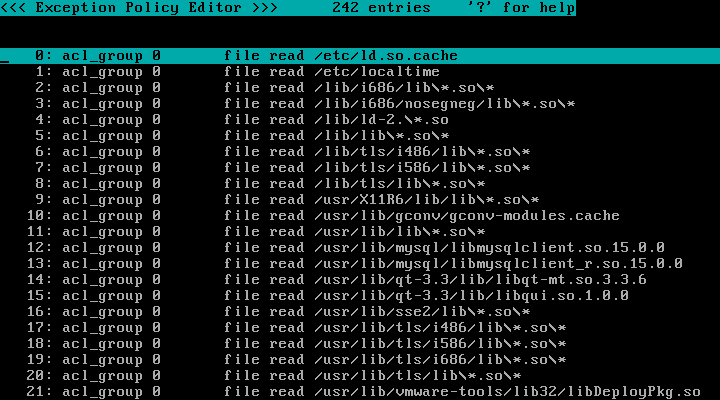 <<< Exception Policy Editor >>>      242 entries    '?' for help
0: acl_group 0       file read /etc/ld.so.cache
1: acl_group 0       file read /etc/localtime
2: acl_group 0       file read /lib/i686/lib\*.so\*
3: acl_group 0       file read /lib/i686/nosegneg/lib\*.so\*
4: acl_group 0       file read /lib/ld-2.\*.so
5: acl_group 0       file read /lib/lib\*.so\*
6: acl_group 0       file read /lib/tls/i486/lib\*.so\*
7: acl_group 0       file read /lib/tls/i586/lib\*.so\*
8: acl_group 0       file read /lib/tls/lib\*.so\*
9: acl_group 0       file read /usr/X11R6/lib/lib\*.so\*
10: acl_group 0       file read /usr/lib/gconv/gconv-modules.cache
11: acl_group 0       file read /usr/lib/lib\*.so\*
12: acl_group 0       file read /usr/lib/mysql/libmysqlclient.so.15.0.0
13: acl_group 0       file read /usr/lib/mysql/libmysqlclient_r.so.15.0.0
14: acl_group 0       file read /usr/lib/qt-3.3/lib/libqt-mt.so.3.3.6
15: acl_group 0       file read /usr/lib/qt-3.3/lib/libqui.so.1.0.0
16: acl_group 0       file read /usr/lib/sse2/lib\*.so\*
17: acl_group 0       file read /usr/lib/tls/i486/lib\*.so\*
18: acl_group 0       file read /usr/lib/tls/i586/lib\*.so\*
19: acl_group 0       file read /usr/lib/tls/i686/lib\*.so\*
20: acl_group 0       file read /usr/lib/tls/lib\*.so\*
21: acl_group 0       file read /usr/lib/vmware-tools/lib32/libDeployPkg.so